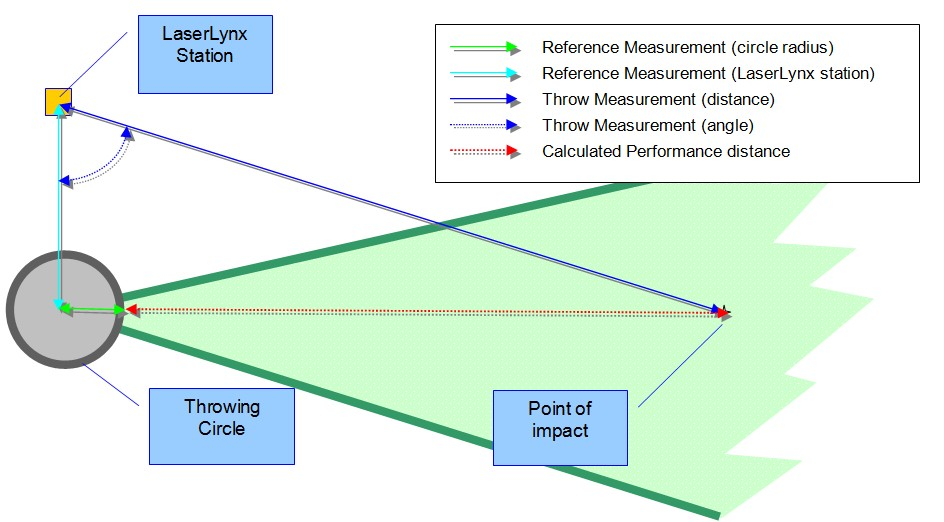 LaserLynx
Station
Reference Measurement (circle radius)
Reference Measurement (LaserLynx station)
Throw Measurement (distance)
Throw Measurement (angle)
Calculated Performance distance
Throwing
Circle
Point of
impact